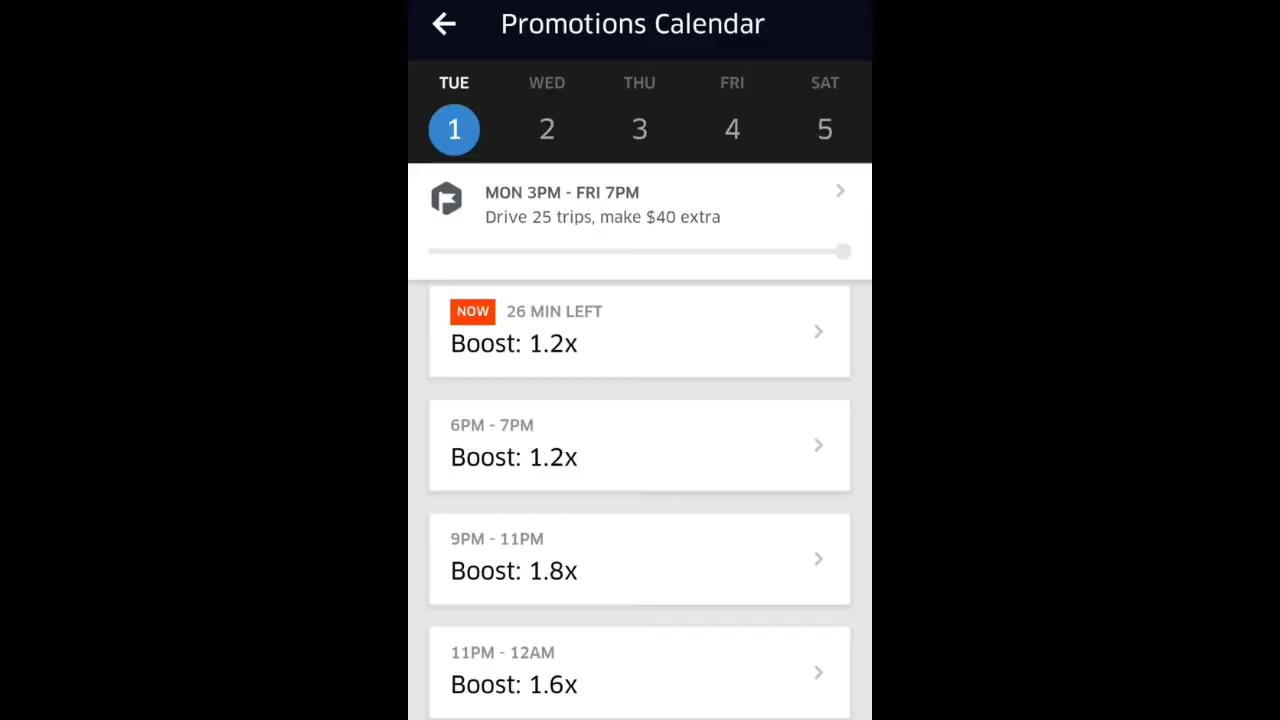 Promotions Calendar
TUE WED THU FRI SAT
1 2 3 4 5
MON 3PM - FRI 7PM
Drive 25 trips, make $40 extra
NOW 26 MIN LEFT
Boost: 1.2x
6PM - 7PM
Boost: 1.2x
9PM - 11PM
Boost: 1.8x
11PM - 12AM
Boost: 1.6x